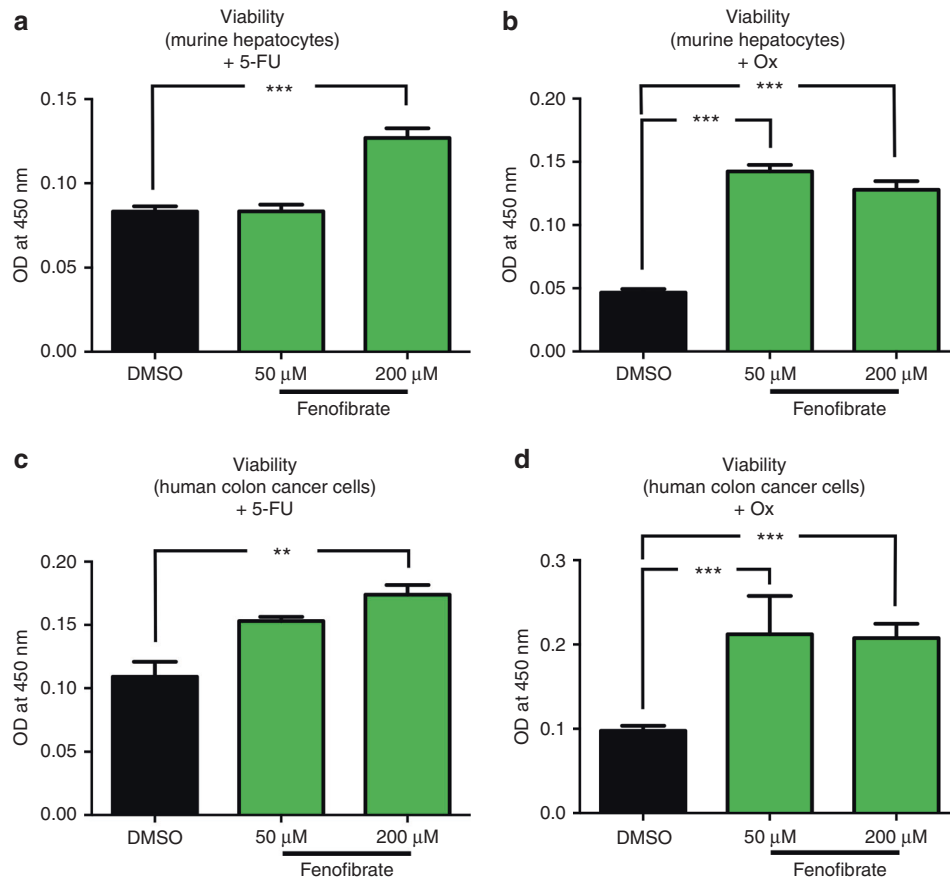 a
Viability
(murine hepatocytes)
+ 5-FU
***
OD at 450 nm
0.15
0.10
0.05
0.00
DMSO
50 μM
200 μM
Fenofibrate
b
Viability
(murine hepatocytes)
+ Ox
***
***
OD at 450 nm
0.20
0.15
0.10
0.05
0.00
DMSO
50 μM
200 μM
Fenofibrate
c
Viability
(human colon cancer cells)
+ 5-FU
**
OD at 450 nm
0.20
0.15
0.10
0.05
0.00
DMSO
50 μM
200 μM
Fenofibrate
d
Viability
(human colon cancer cells)
+ Ox
***
***
OD at 450 nm
0.3
0.2
0.1
0.0
DMSO
50 μM
200 μM
Fenofibrate